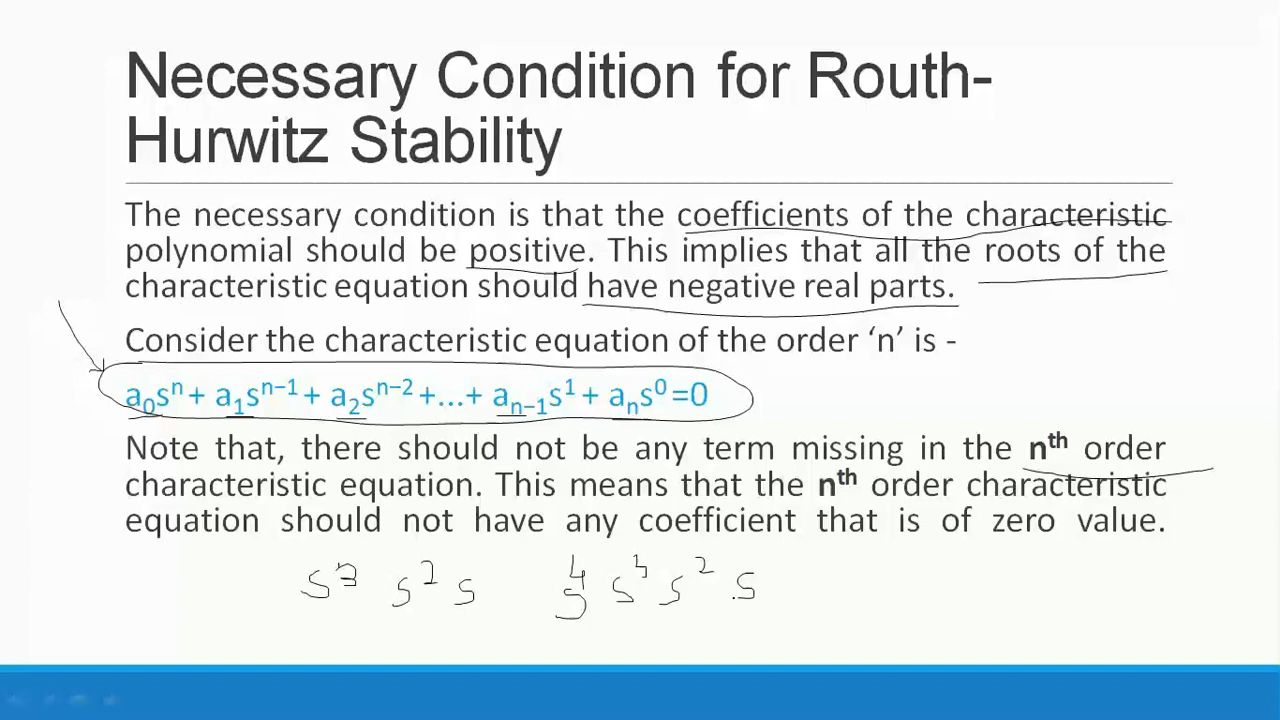 Necessary Condition for Routh-
Hurwitz Stability
The necessary condition is that the coefficients of the characteristic
polynomial should be positive. This implies that all the roots of the
characteristic equation should have negative real parts.
Consider the characteristic equation of the order ‘n’ is -
a₀sⁿ + a₁sⁿ⁻¹ + a₂sⁿ⁻² +...+ aₙ₋₁s¹ + aₙs⁰ =0
Note that, there should not be any term missing in the nᵗʰ order
characteristic equation. This means that the nᵗʰ order characteristic
equation should not have any coefficient that is of zero value.
s³ s² s s⁴ s³ s² s